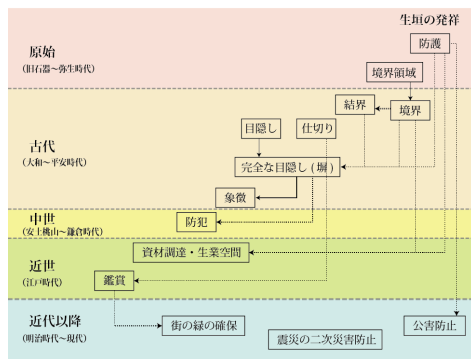 生垣の発祥
原始
(旧石器~弥生時代)
防護
境界領域
結界
境界
目隠し
仕切り
古代
(大和~平安時代)
完全な目隠し(塀)
象徴
中世
(安土桃山~鎌倉時代)
防犯
資材調達・生業空間
近世
(江戸時代)
鑑賞
近代以降
(明治時代~現代)
街の緑の確保
公害防止
震災の二次災害防止